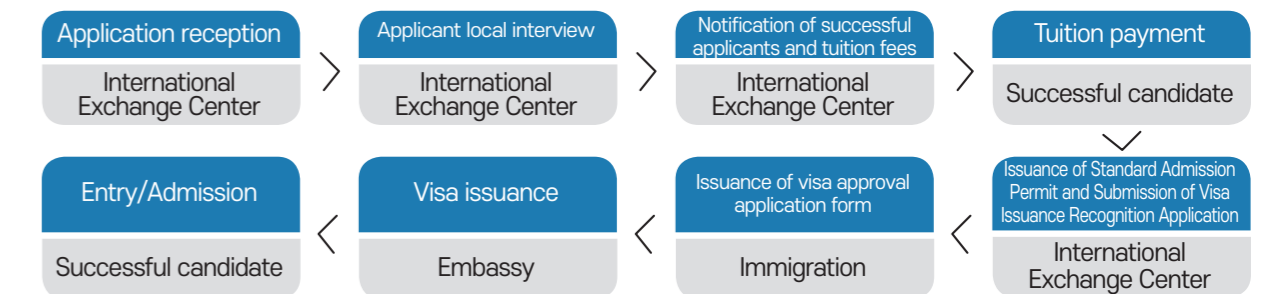 Application reception
International
Exchange Center
Applicant local interview
International
Exchange Center
Notification of successful
applicants and tuition fees
International
Exchange Center
Tuition payment
Successful candidate
Issuance of Standard Admission
Permit and Submission of Visa
Issuance Recognition Application
International
Exchange Center
Issuance of visa approval
application form
Immigration
Visa issuance
Embassy
Entry/Admission
Successful candidate